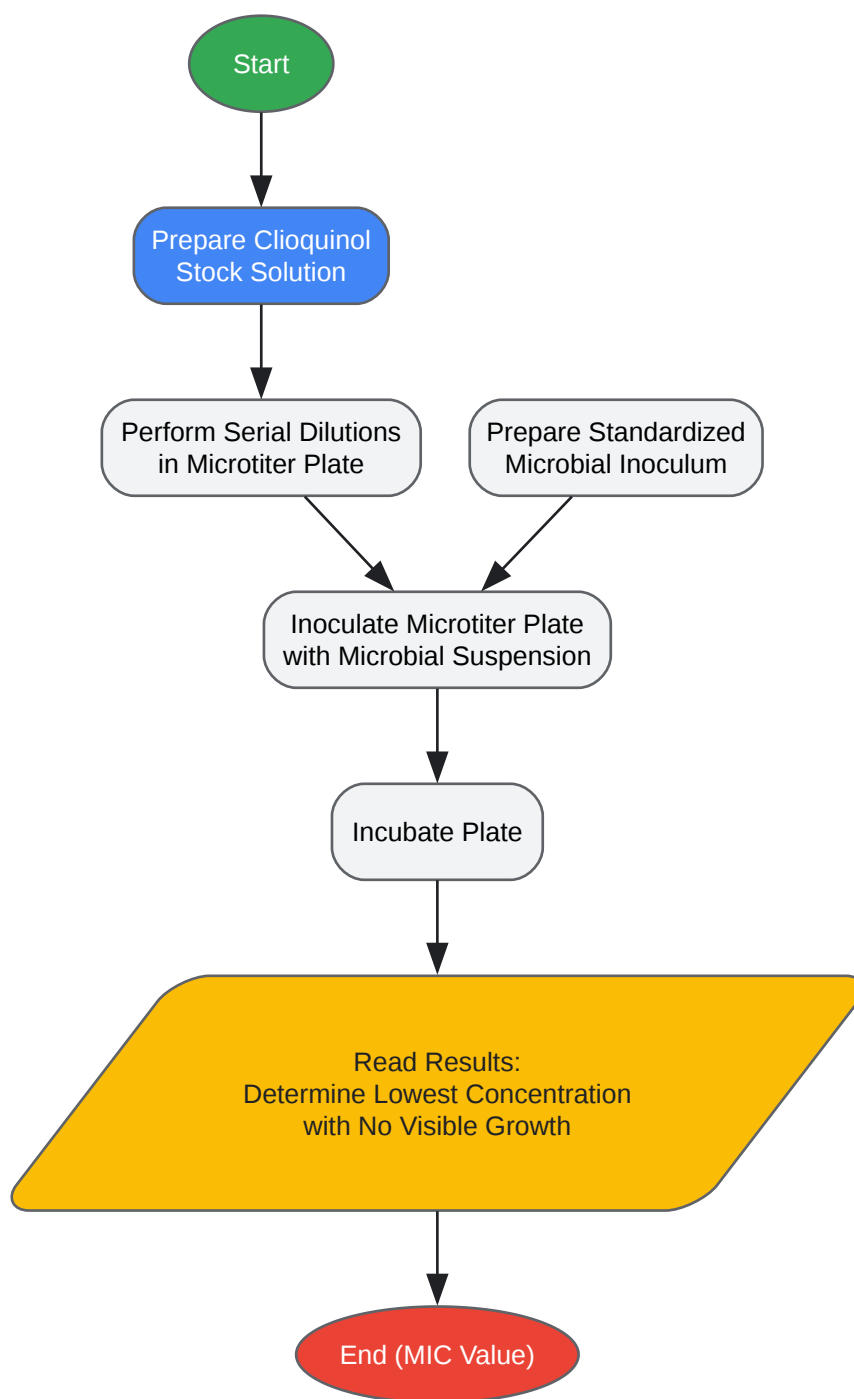 Start
Prepare Clioquinol
Stock Solution
Perform Serial Dilutions
in Microtiter Plate
Prepare Standardized
Microbial Inoculum
Inoculate Microtiter Plate
with Microbial Suspension
Incubate Plate
Read Results:
Determine Lowest Concentration
with No Visible Growth
End (MIC Value)